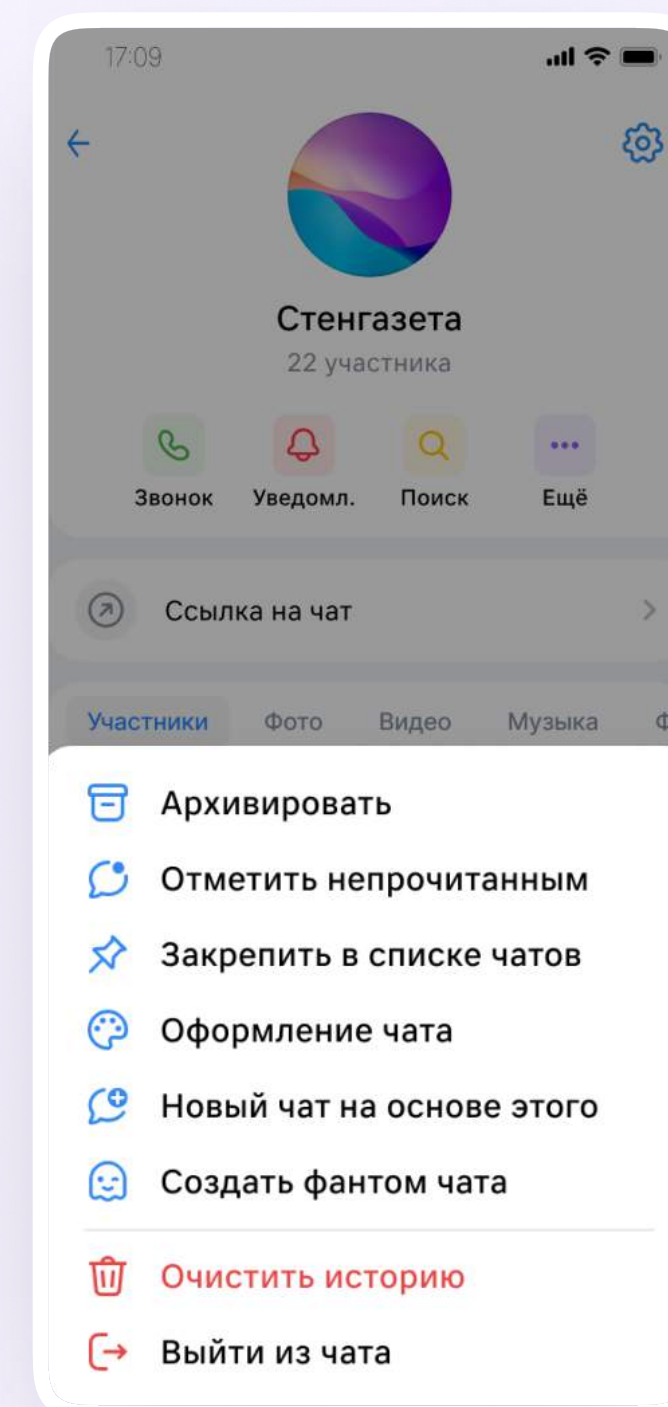 17:09
Стенгазета
22 участника
Звонок Уведомл. Поиск Ещё
Ссылка на чат
Участники Фото Видео Музыка Ф
Архивировать
Отметить непрочитанным
Закрепить в списке чатов
Оформление чата
Новый чат на основе этого
Создать фантом чата
Очистить историю
Выйти из чата